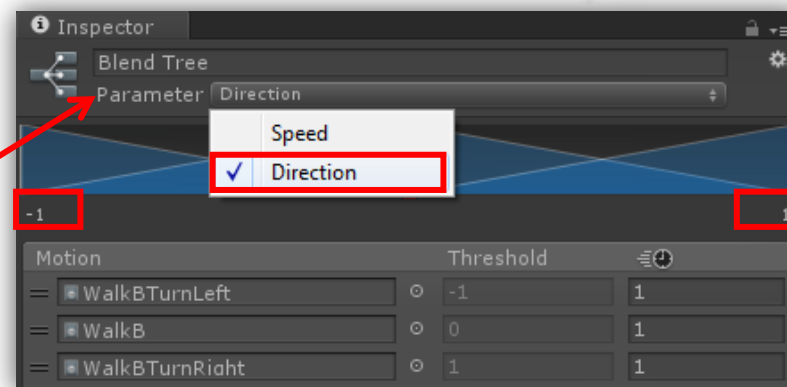 Inspector
Blend Tree
Parameter Direction
Speed
Direction
-1 1
Motion Threshold
WalkBTurnLeft -1 1
WalkB 0 1
WalkBTurnRight 1 1